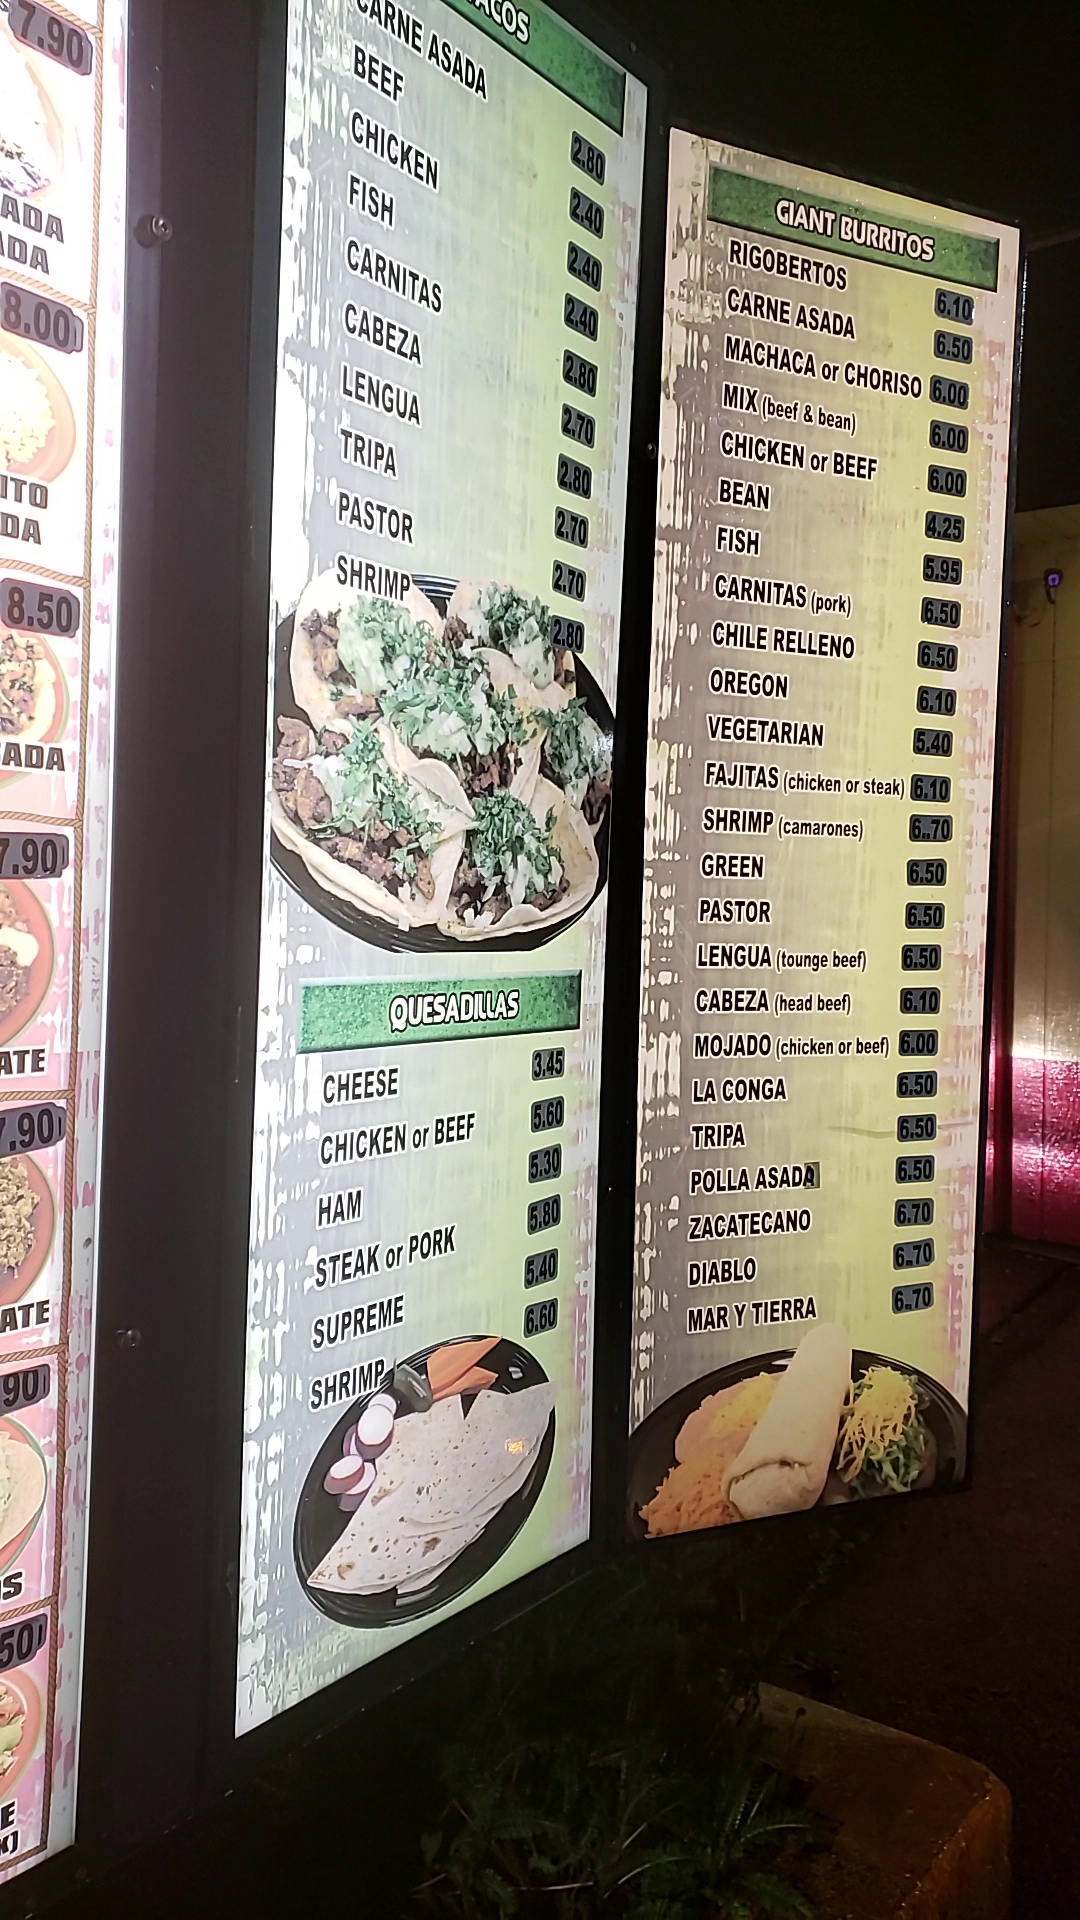 7.90
ADA
ADA
8.00
ITO
DA
8.50
ADA
7.90
ATE
7.90
ATE
90
OS
50
E
K)
TACOS
CARNE ASADA 2.80
BEEF 2.40
CHICKEN 2.40
FISH 2.40
CARNITAS 2.80
CABEZA 2.70
LENGUA 2.80
TRIPA 2.70
PASTOR 2.70
SHRIMP 2.80
QUESADILLAS
CHEESE 3.45
CHICKEN or BEEF 5.60
HAM 5.30
STEAK or PORK 5.80
SUPREME 5.40
SHRIMP 6.60
GIANT BURRITOS
RIGOBERTOS 6.10
CARNE ASADA 6.50
MACHACA or CHORISO 6.00
MIX (beef & bean) 6.00
CHICKEN or BEEF 6.00
BEAN 4.25
FISH 5.95
CARNITAS (pork) 6.50
CHILE RELLENO 6.50
OREGON 6.10
VEGETARIAN 5.40
FAJITAS (chicken or steak) 6.10
SHRIMP (camarones) 6..70
GREEN 6.50
PASTOR 6.50
LENGUA (tounge beef) 6.50
CABEZA (head beef) 6.10
MOJADO (chicken or beef) 6.00
LA CONGA 6.50
TRIPA 6.50
POLLA ASADA 6.50
ZACATECANO 6.70
DIABLO 6..70
MAR Y TIERRA 6..70